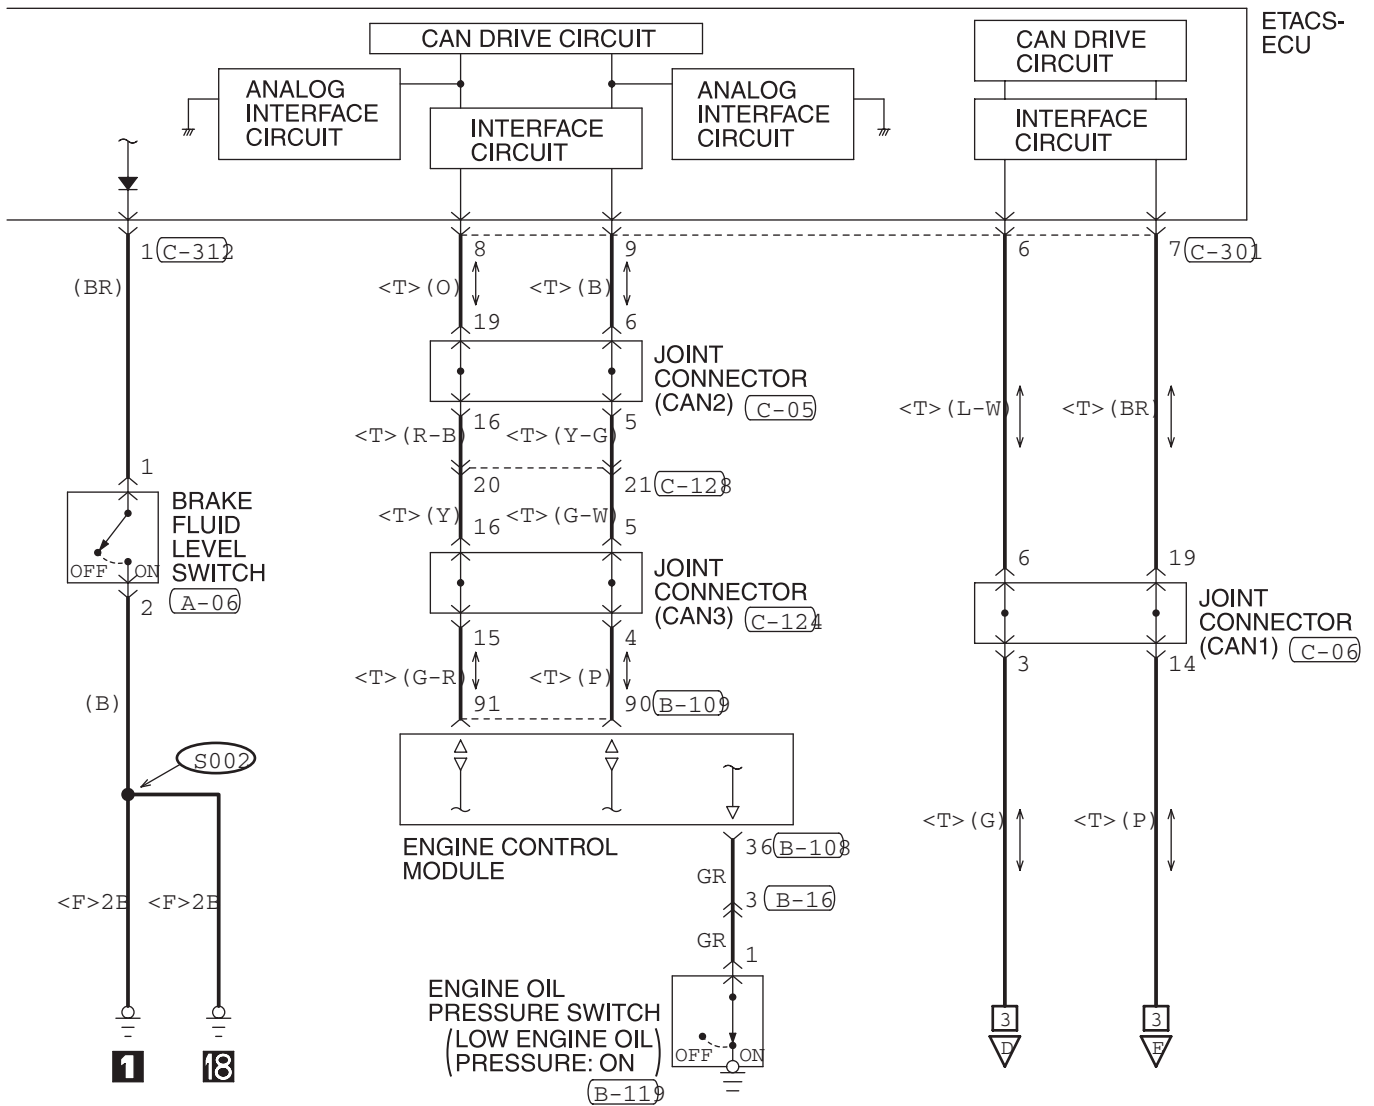 ETACS-
ECU
CAN DRIVE CIRCUIT
CAN DRIVE
CIRCUIT
ANALOG
INTERFACE
CIRCUIT
INTERFACE
CIRCUIT
ANALOG
INTERFACE
CIRCUIT
INTERFACE
CIRCUIT
1 C-312
8
9
6
7 C-301
(BR)
<T>(O)
<T>(B)
19
6
JOINT
CONNECTOR
(CAN2) C-05
<T>(L-W)
<T>(BR)
16
5
<T>(R-B)
<T>(Y-G)
1
20
21 C-128
BRAKE
FLUID
LEVEL
SWITCH
A-06
OFF
ON
2
<T>(Y)
<T>(G-W)
16
5
JOINT
CONNECTOR
(CAN3) C-124
6
19
JOINT
CONNECTOR
(CAN1) C-06
15
4
3
14
<T>(G-R)
<T>(P)
91
90 B-109
(B)
S002
ENGINE CONTROL
MODULE
<T>(G)
<T>(P)
36 B-108
GR
3 B-16
<F>2B
<F>2B
GR
1
ENGINE OIL
PRESSURE SWITCH
(LOW ENGINE OIL
PRESSURE: ON)
B-119
OFF
ON
1
18
3
D
3
E